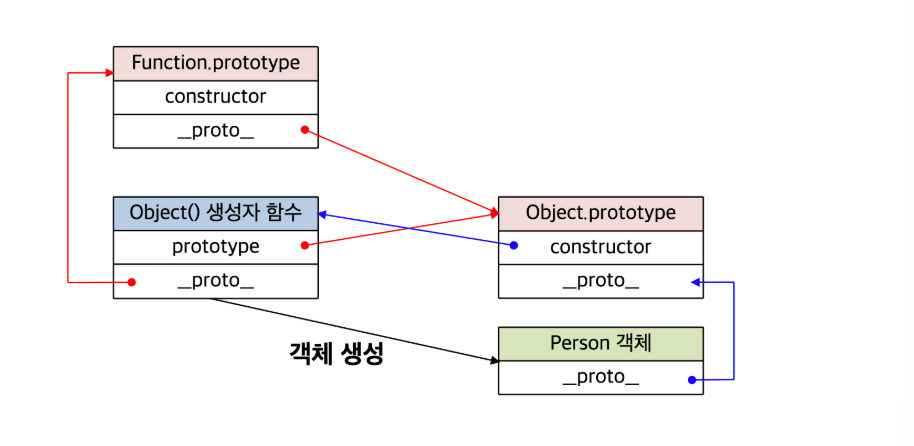 Function.prototype
constructor
__proto__
Object() 생성자 함수
prototype
__proto__
Object.prototype
constructor
__proto__
객체 생성
Person 객체
__proto__